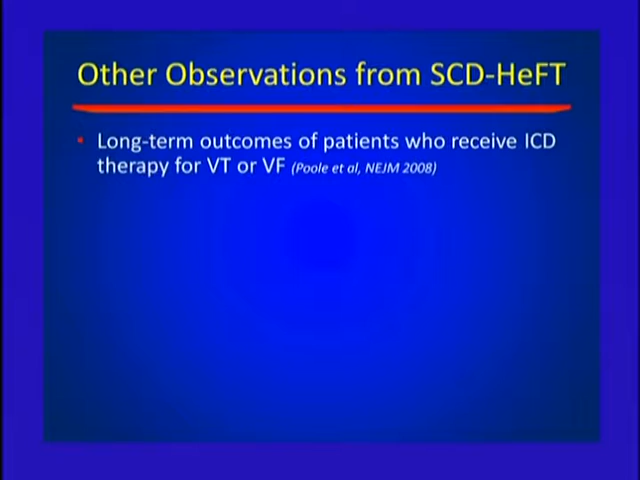 Other Observations from SCD-HeFT
Long-term outcomes of patients who receive ICD
therapy for VT or VF (Poole et al, NEJM 2008)